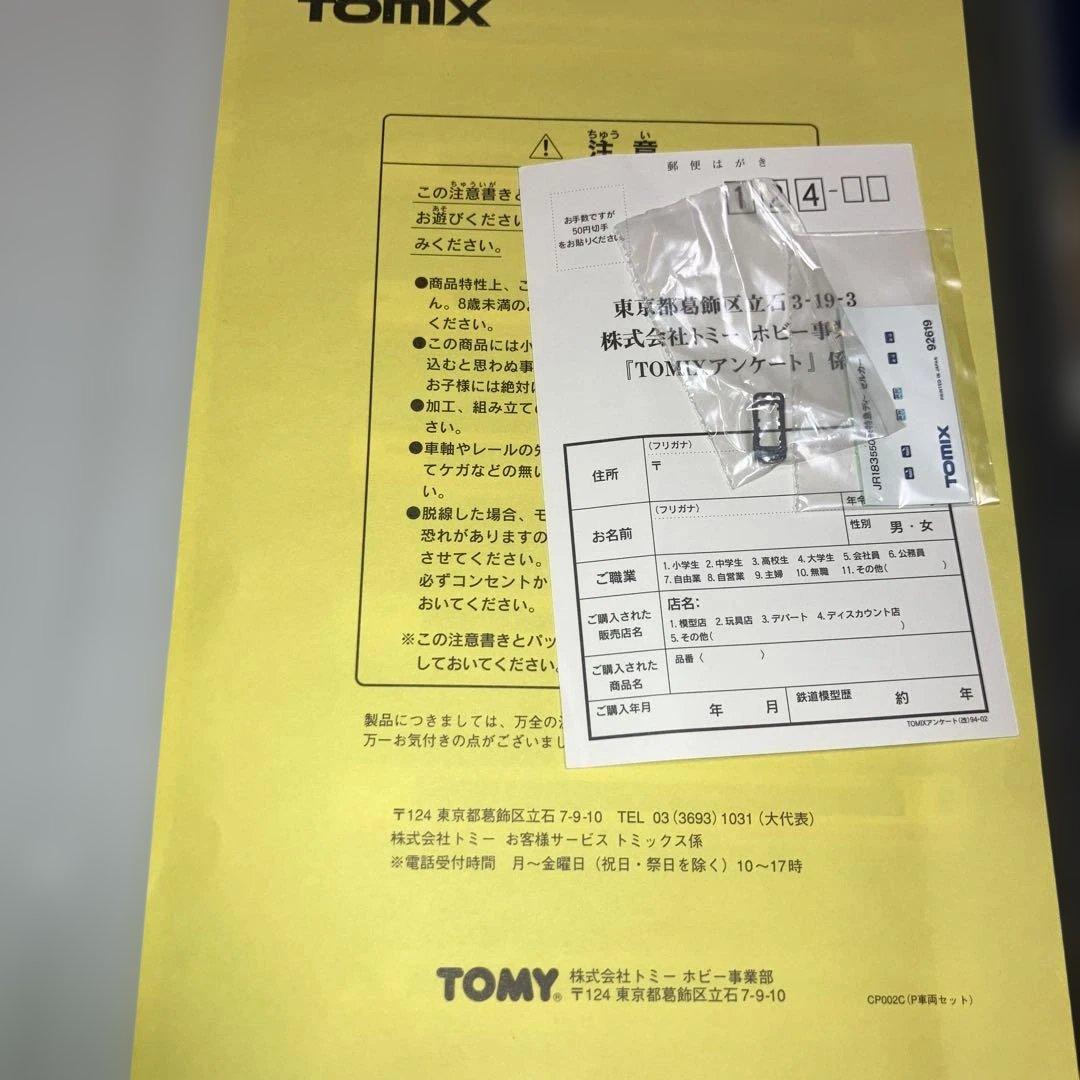 TOMIX
ちゅう い
注 意
ちゅういが
この注意書きと
あそ
お遊びください
みください。
●商品特性上、こ
ん。8歳未満のお
ください。
●この商品には小
込むと思わぬ事
お子様には絶対に
●加工、組み立ての
さい。
●車軸やレールの先
てケガなどの無い
い。
●脱線した場合、モ
恐れがありますの
させてください。
必ずコンセントか
おいてください。
※この注意書きとパッ
しておいてください。
製品につきましては、万全の注
万一お気付きの点がございまし
〒124 東京都葛飾区立石 7-9-10 TEL 03(3693)1031(大代表)
株式会社トミー お客様サービス トミックス係
※電話受付時間 月〜金曜日(祝日・祭日を除く)10〜17時
TOMY® 株式会社トミー ホビー事業部
〒124 東京都葛飾区立石7-9-10
CP002C(P車両セット)
郵便はがき
124-□□
お手数ですが
50円切手
をお貼りください
東京都葛飾区立石3-19-3
株式会社トミー ホビー事業
『TOMIXアンケート』係
住所
(フリガナ)
〒
お名前
(フリガナ)
性別 男・女
ご職業
1.小学生 2.中学生 3.高校生 4.大学生 5.会社員 6.公務員
7.自由業 8.自営業 9.主婦 10.無職 11.その他( )
ご購入された
販売店名
店名:
1.模型店 2.玩具店 3.デパート 4.ディスカウント店
5.その他( )
ご購入された
商品名
品番( )
ご購入年月 年 月
鉄道模型歴 約 年
TOMIXアンケート(改)94-02
TOMIX
92619
PRINTED IN JAPAN